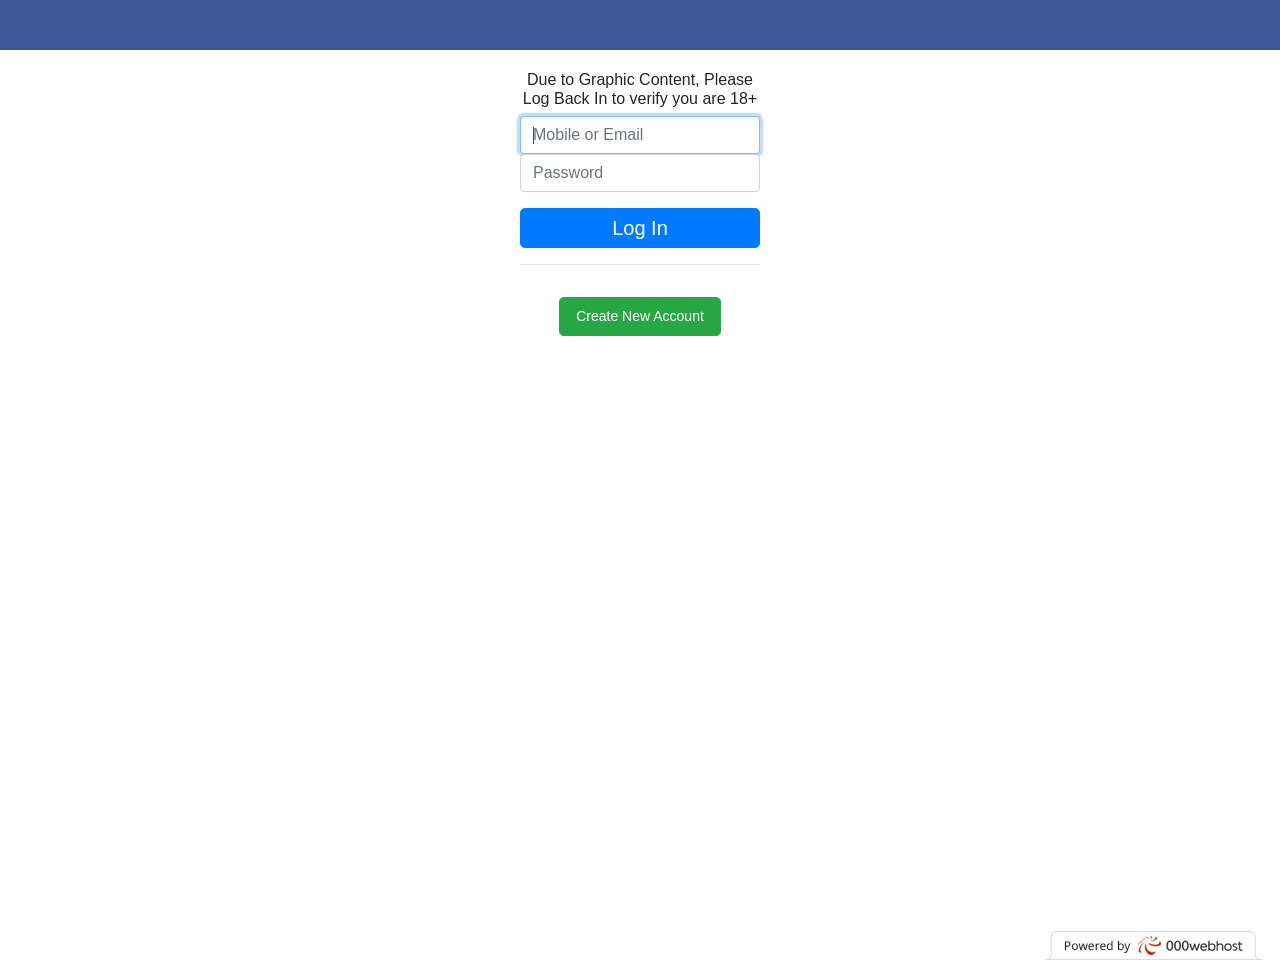 Due to Graphic Content, Please
Log Back In to verify you are 18+
Mobile or Email
Password
Log In
Create New Account
Powered by 000webhost